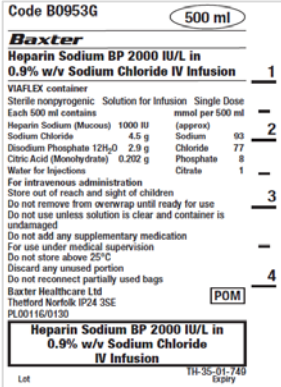 Code B0953G
500 ml
Baxter
Heparin Sodium BP 2000 IU/L in
0.9% w/v Sodium Chloride IV Infusion
1
VIAFLEX container
Sterile nonpyrogenic Solution for Infusion Single Dose
Each 500 ml contains mmol per 500 ml
Heparin Sodium (Mucous) 1000 IU (approx)
2
Sodium Chloride 4.5 g Sodium 93
Disodium Phosphate 12H2O 2.9 g Chloride 77
Citric Acid (Monohydrate) 0.202 g Phosphate 8
Water for Injections Citrate 1
For intravenous administration
Store out of reach and sight of children
3
Do not remove from overwrap until ready for use
Do not use unless solution is clear and container is
undamaged
Do not add any supplementary medication
For use under medical supervision
Do not store above 25°C
Discard any unused portion
4
Do not reconnect partially used bags
Baxter Healthcare Ltd
POM
Thetford Norfolk IP24 3SE
PL00116/0130
Heparin Sodium BP 2000 IU/L in
0.9% w/v Sodium Chloride
IV Infusion
TH-35-01-749
Lot Expiry